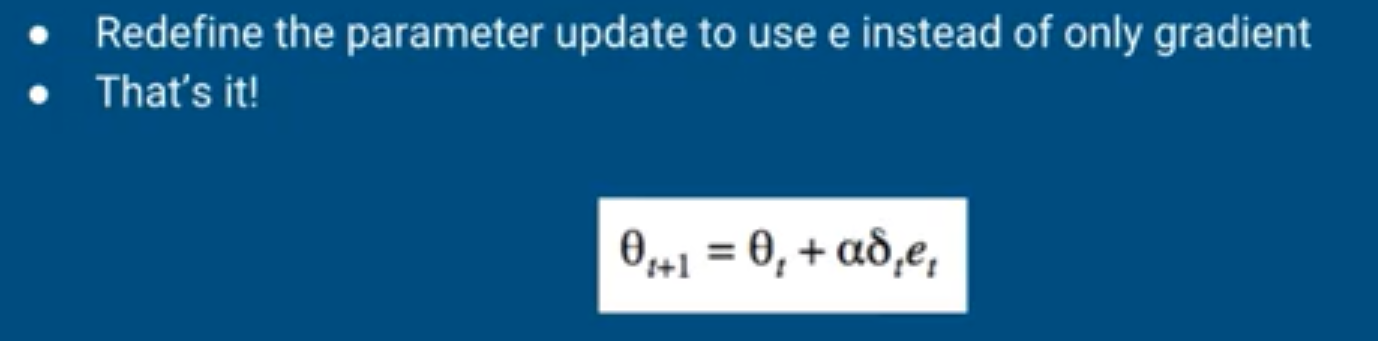 • Redefine the parameter update to use e instead of only gradient
• That's it!
θₜ₊₁ = θₜ + αδₜeₜ